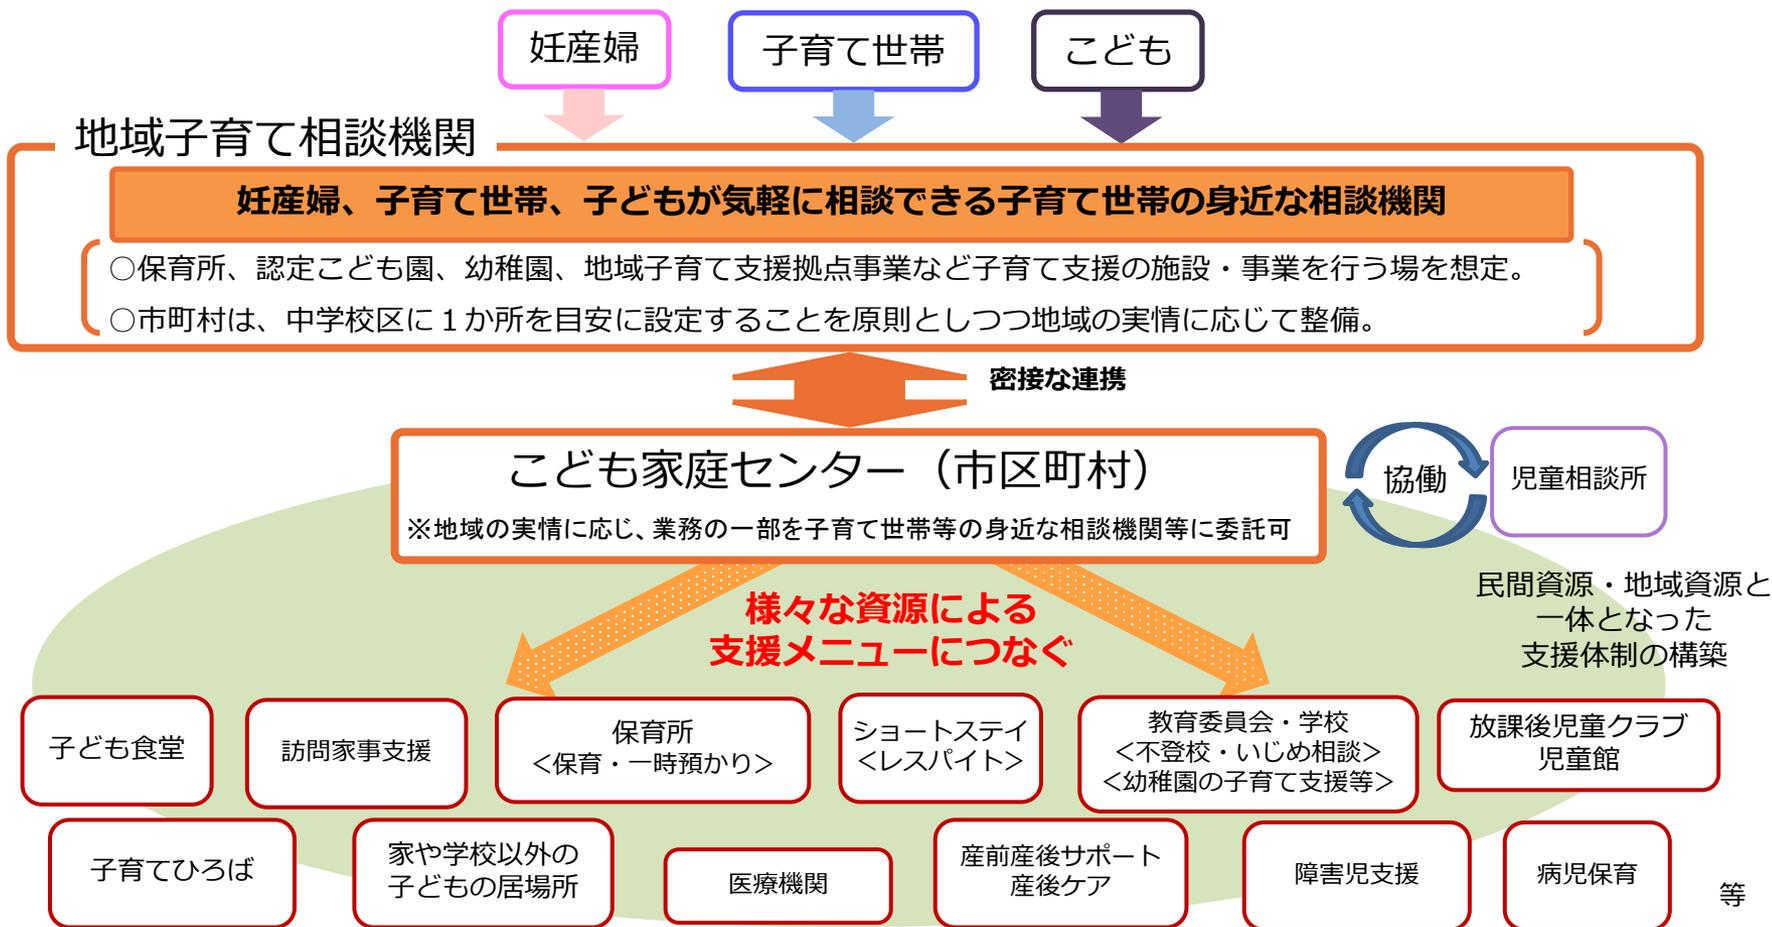 妊産婦
子育て世帯
こども
地域子育て相談機関
妊産婦、子育て世帯、子どもが気軽に相談できる子育て世帯の身近な相談機関
○保育所、認定こども園、幼稚園、地域子育て支援拠点事業など子育て支援の施設・事業を行う場を想定。
○市町村は、中学校区に１か所を目安に設定することを原則としつつ地域の実情に応じて整備。
密接な連携
こども家庭センター（市区町村）
※地域の実情に応じ、業務の一部を子育て世帯等の身近な相談機関等に委託可
協働
児童相談所
様々な資源による
支援メニューにつなぐ
民間資源・地域資源と
一体となった
支援体制の構築
子ども食堂
訪問家事支援
保育所
<保育・一時預かり>
ショートステイ
<レスパイト>
教育委員会・学校
<不登校・いじめ相談>
<幼稚園の子育て支援等>
放課後児童クラブ
児童館
子育てひろば
家や学校以外の
子どもの居場所
医療機関
産前産後サポート
産後ケア
障害児支援
病児保育
等